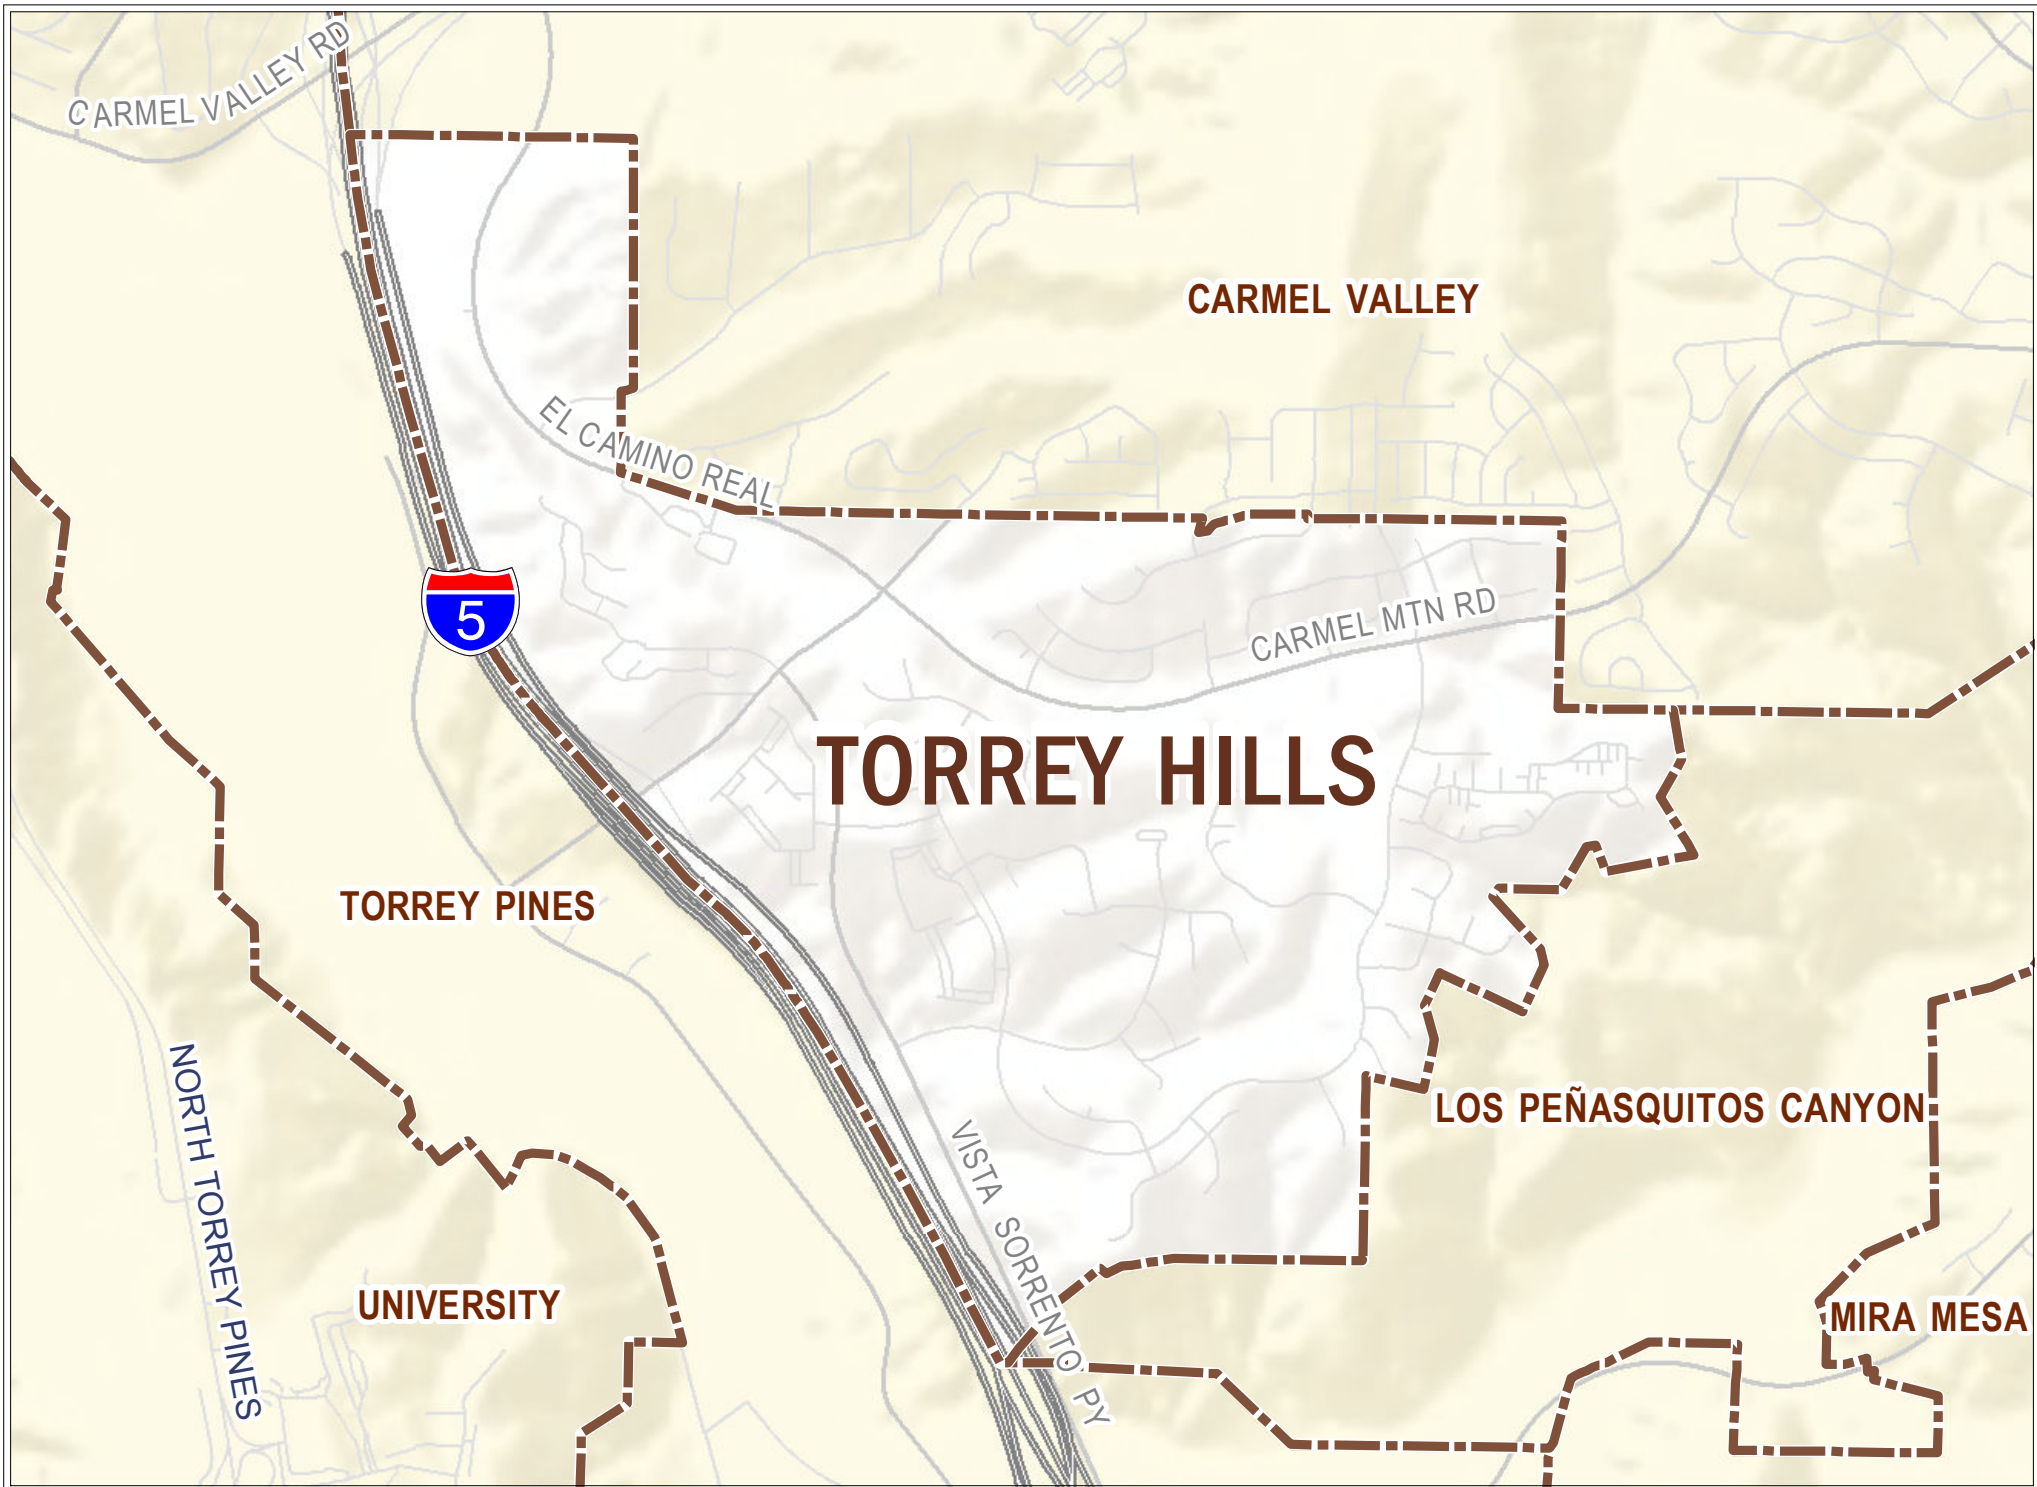 CARMEL VALLEY RD
CARMEL VALLEY
EL CAMINO REAL
5
CARMEL MTN RD
TORREY HILLS
TORREY PINES
LOS PEÑASQUITOS CANYON
NORTH TORREY PINES
VISTA SORRENTO PY
UNIVERSITY
MIRA MESA